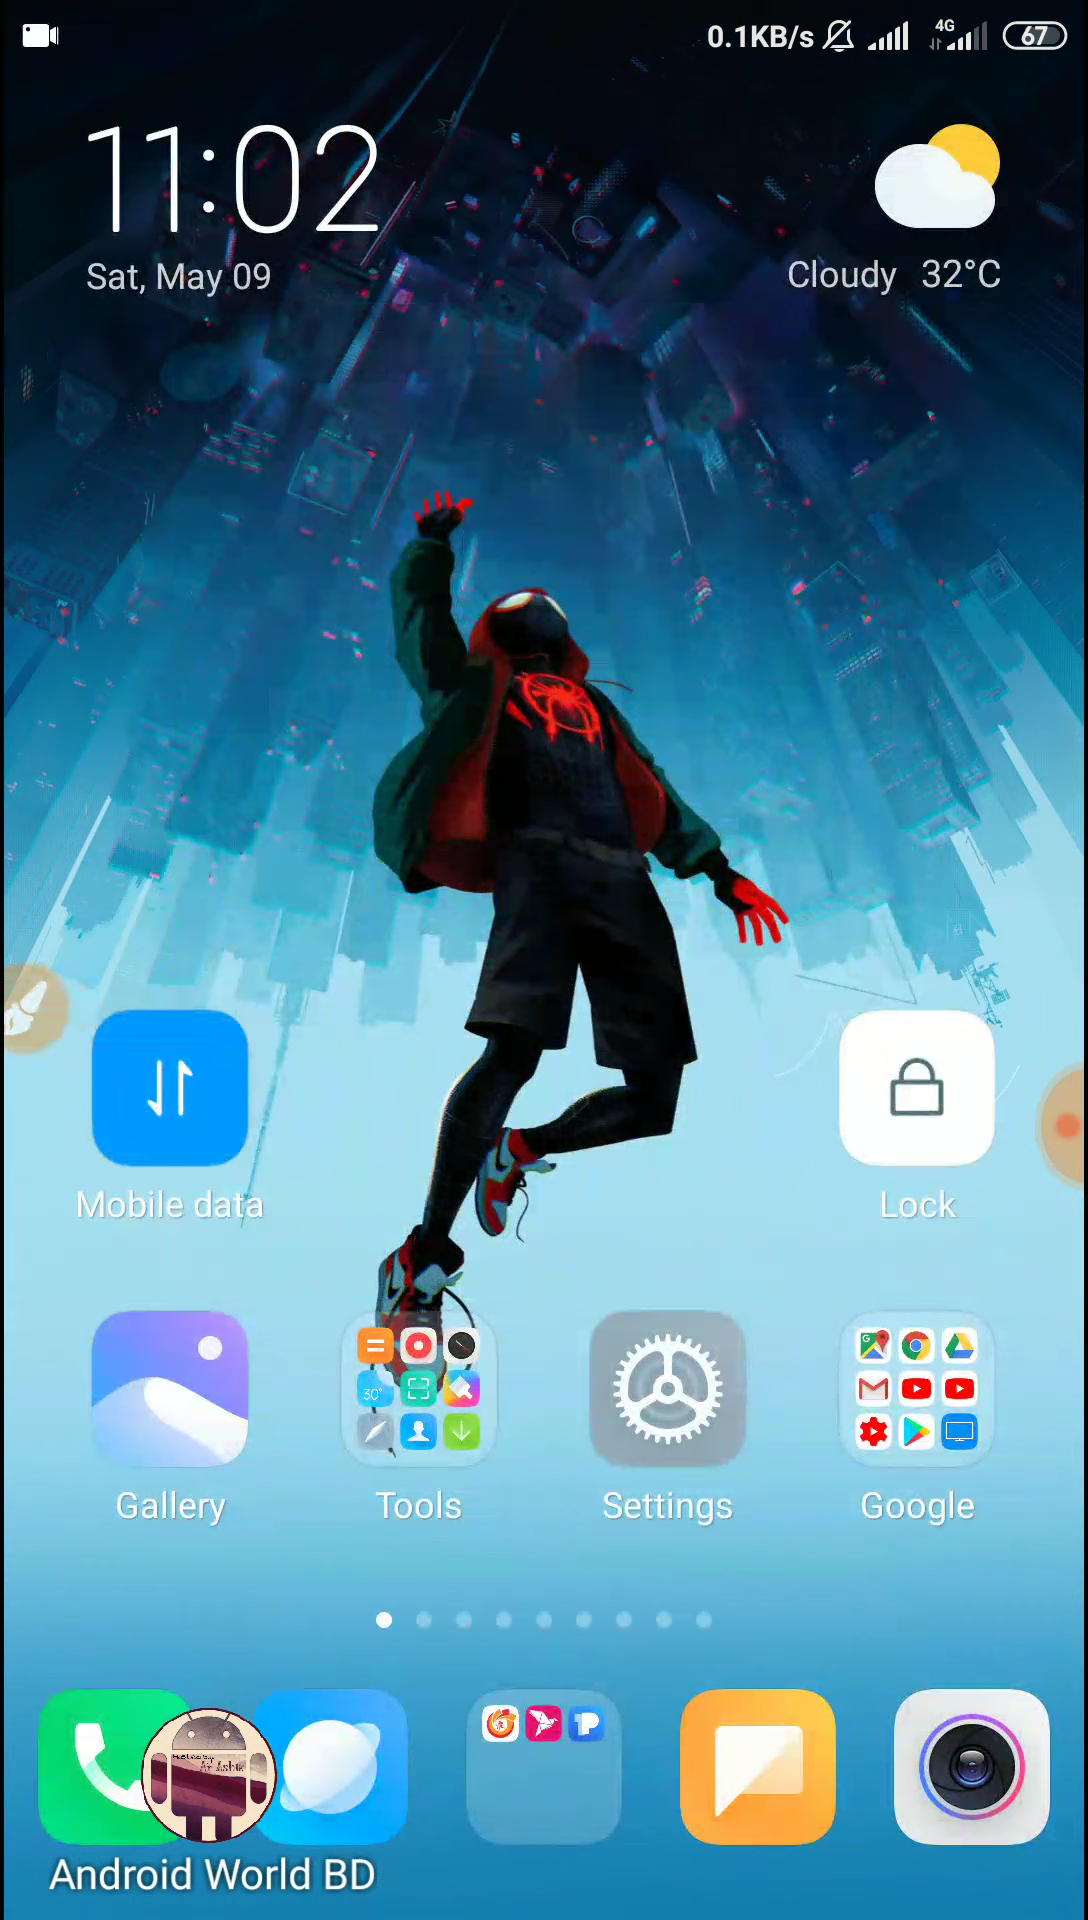 0.1KB/s 4G 67
11:02
Sat, May 09
Cloudy 32°C
Mobile data
Lock
30°
Gallery
Tools
Settings
Google
Android World BD